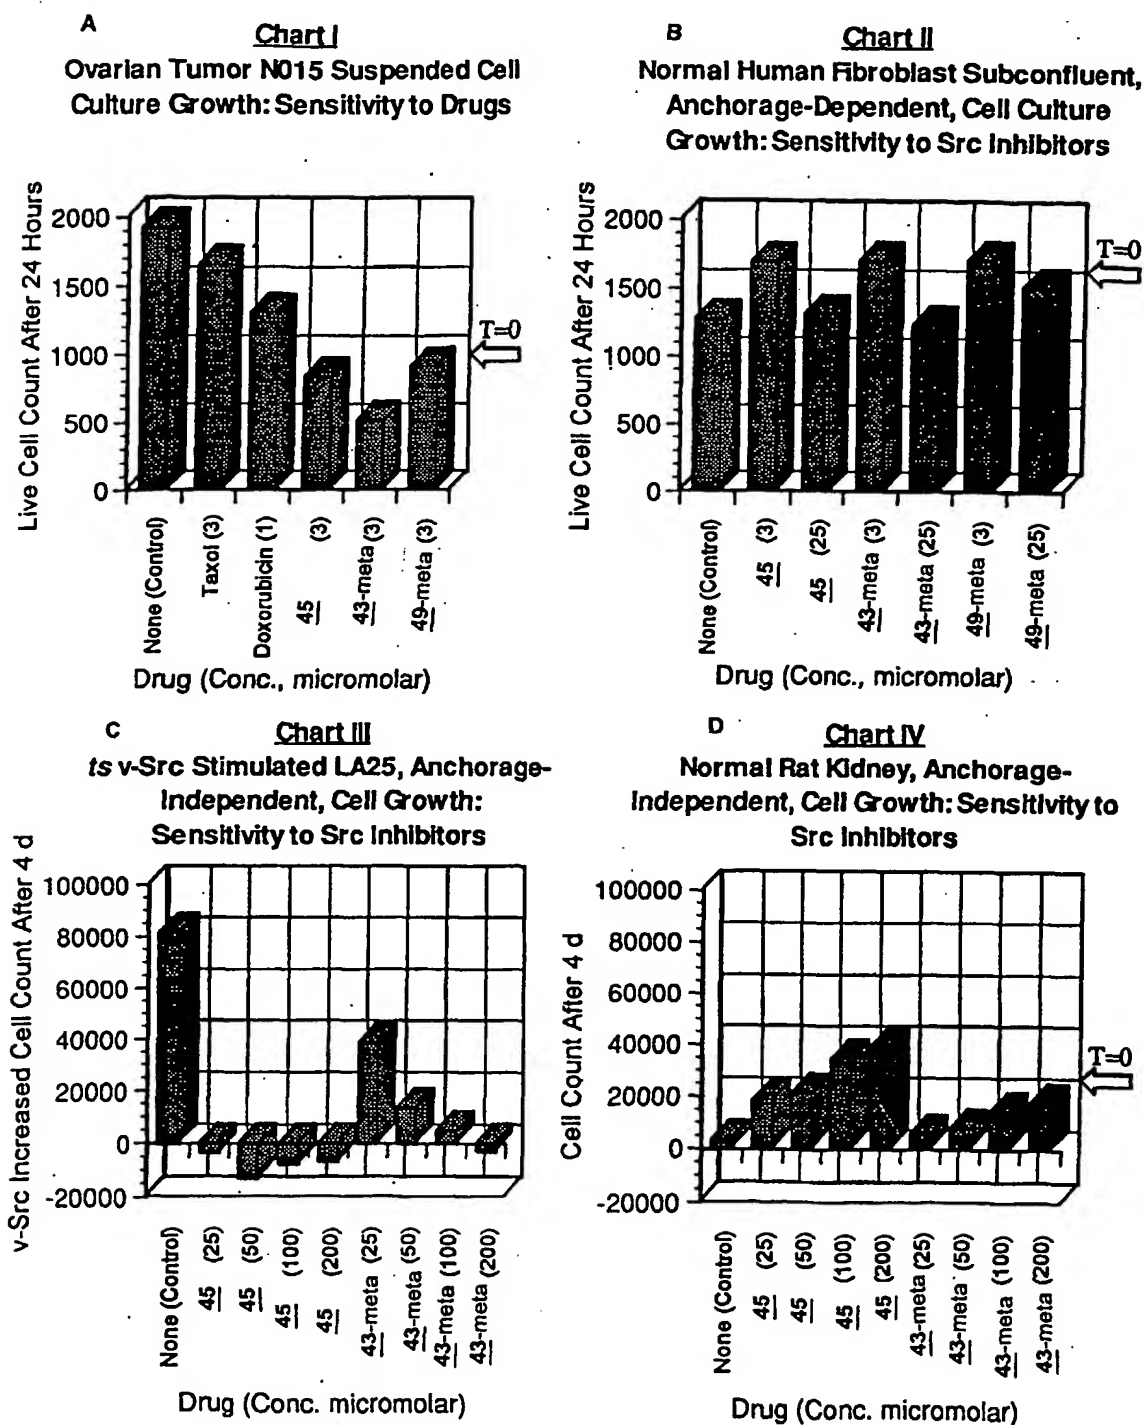 A
Chart I
Ovarian Tumor N015 Suspended Cell
Culture Growth: Sensitivity to Drugs
Live Cell Count After 24 Hours
2000
1500
1000
500
0
T=0
None (Control)
Taxol (3)
Doxorubicin (1)
45 (3)
43-meta (3)
49-meta (3)
Drug (Conc., micromolar)
B
Chart II
Normal Human Fibroblast Subconfluent,
Anchorage-Dependent, Cell Culture
Growth: Sensitivity to Src Inhibitors
Live Cell Count After 24 Hours
2000
1500
1000
500
0
T=0
None (Control)
45 (3)
45 (25)
43-meta (3)
43-meta (25)
49-meta (3)
49-meta (25)
Drug (Conc., micromolar)
C
Chart III
ts v-Src Stimulated LA25, Anchorage-
Independent, Cell Growth:
Sensitivity to Src Inhibitors
v-Src Increased Cell Count After 4 d
100000
80000
60000
40000
20000
0
-20000
None (Control)
45 (25)
45 (50)
45 (100)
45 (200)
43-meta (25)
43-meta (50)
43-meta (100)
43-meta (200)
Drug (Conc. micromolar)
D
Chart IV
Normal Rat Kidney, Anchorage-
Independent, Cell Growth: Sensitivity to
Src Inhibitors
Cell Count After 4 d
100000
80000
60000
40000
20000
0
-20000
T=0
None (Control)
45 (25)
45 (50)
45 (100)
45 (200)
43-meta (25)
43-meta (50)
43-meta (100)
43-meta (200)
Drug (Conc. micromolar)